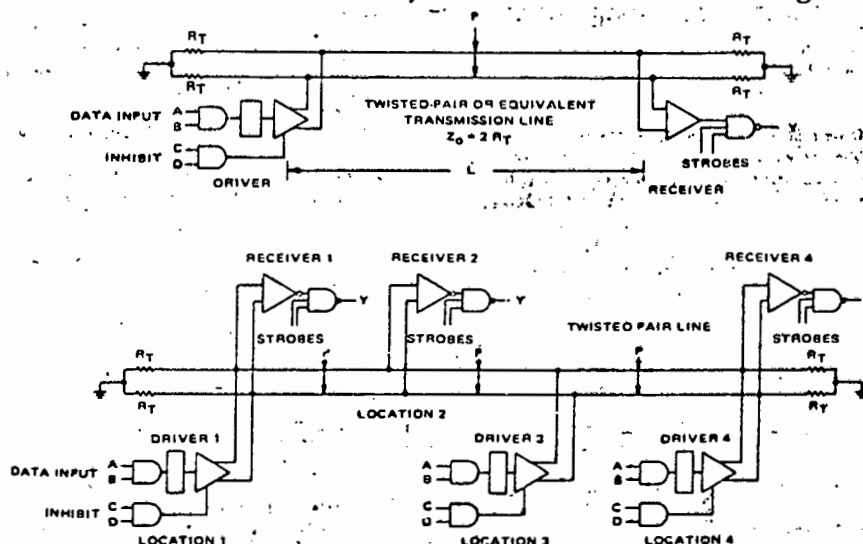 P
RT RT
RT RT
DATA INPUT A
B
TWISTED-PAIR OR EQUIVALENT
TRANSMISSION LINE
Z0 = 2 RT
Y
INHIBIT C
D
STROBES
DRIVER L RECEIVER
RECEIVER 1 RECEIVER 2 RECEIVER 4
Y Y
STROBES STROBES TWISTED PAIR LINE STROBES
RT P P P RT
RT RT
LOCATION 2
DRIVER 1 DRIVER 3 DRIVER 4
DATA INPUT A A A
B B B
INHIBIT C C C
D D D
LOCATION 1 LOCATION 3 LOCATION 4